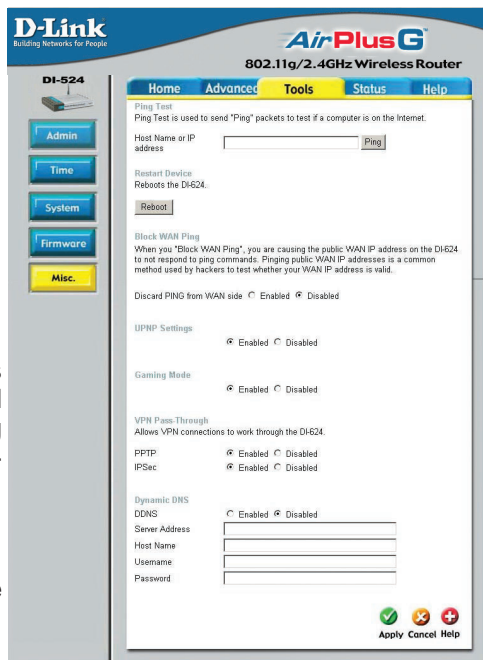 D-Link
Building Networks for People
AirPlus G
802.11g/2.4GHz Wireless Router
DI-524
Home Advanced Tools Status Help
Admin
Time
System
Firmware
Misc.
Ping Test
Ping Test is used to send "Ping" packets to test if a computer is on the Internet.
Host Name or IP
address
Ping
Restart Device
Reboots the DI-624.
Reboot
Block WAN Ping
When you "Block WAN Ping", you are causing the public WAN IP address on the DI-624
to not respond to ping commands. Pinging public WAN IP addresses is a common
method used by hackers to test whether your WAN IP address is valid.
Discard PING from WAN side Enabled Disabled
UPNP Settings
Enabled Disabled
Gaming Mode
Enabled Disabled
VPN Pass-Through
Allows VPN connections to work through the DI-624.
PPTP Enabled Disabled
IPSec Enabled Disabled
Dynamic DNS
DDNS Enabled Disabled
Server Address
Host Name
Username
Password
Apply Cancel Help